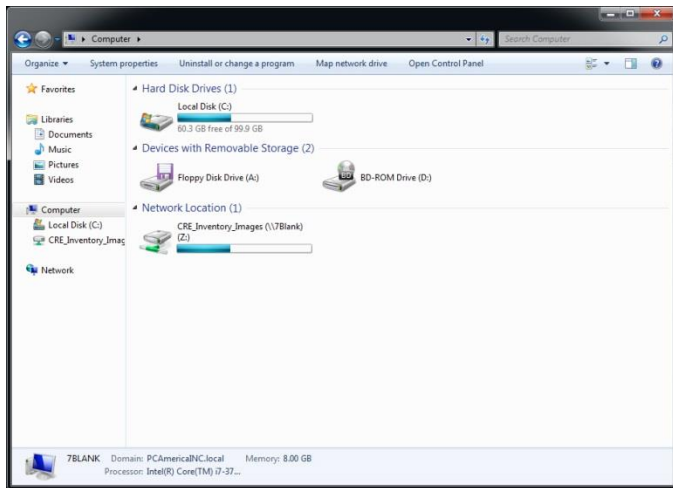 Computer
Search Computer
Organize
System properties
Uninstall or change a program
Map network drive
Open Control Panel
Favorites
Libraries
Documents
Music
Pictures
Videos
Computer
Local Disk (C:)
CRE_Inventory_Imag
Network
Hard Disk Drives (1)
Local Disk (C:)
60.3 GB free of 99.9 GB
Devices with Removable Storage (2)
Floppy Disk Drive (A:)
BD
BD-ROM Drive (D:)
Network Location (1)
CRE_Inventory_Images (\\7Blank)
(Z:)
7BLANK Domain: PCAmericaINC.local Memory: 8.00 GB
Processor: Intel(R) Core(TM) i7-37...